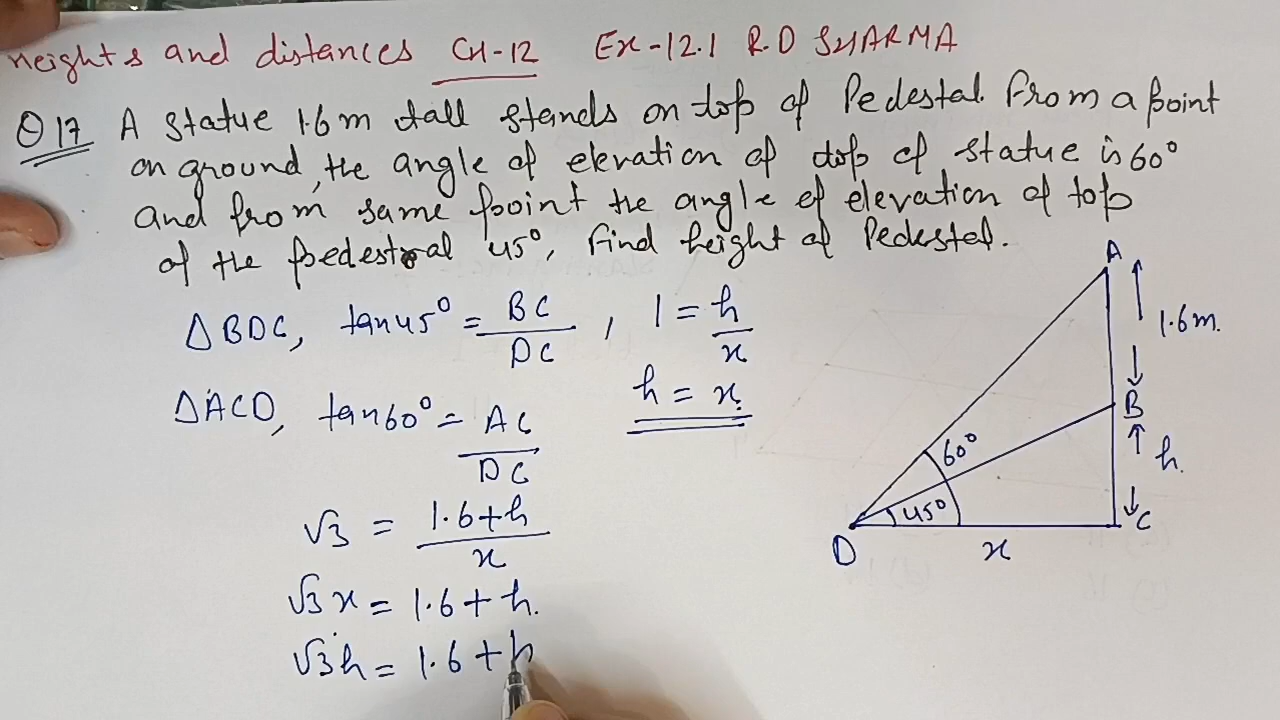 Heights and distances CH-12 Ex-12.1 R.D SHARMA
Q17 A statue 1.6m tall stands on top of Pedestal. From a point
on ground, the angle of elevation of top of statue is 60°
and from same point the angle of elevation of top
of the pedestal 45°, Find height of Pedestal.
ΔBDC, tan45° = BC/DC, 1 = h/x
h = x
ΔACD, tan60° = AC/DC
√3 = 1.6+h/x
√3x = 1.6+h.
√3h = 1.6+h
A
1.6m.
B
h.
60°
45°
C
D
x